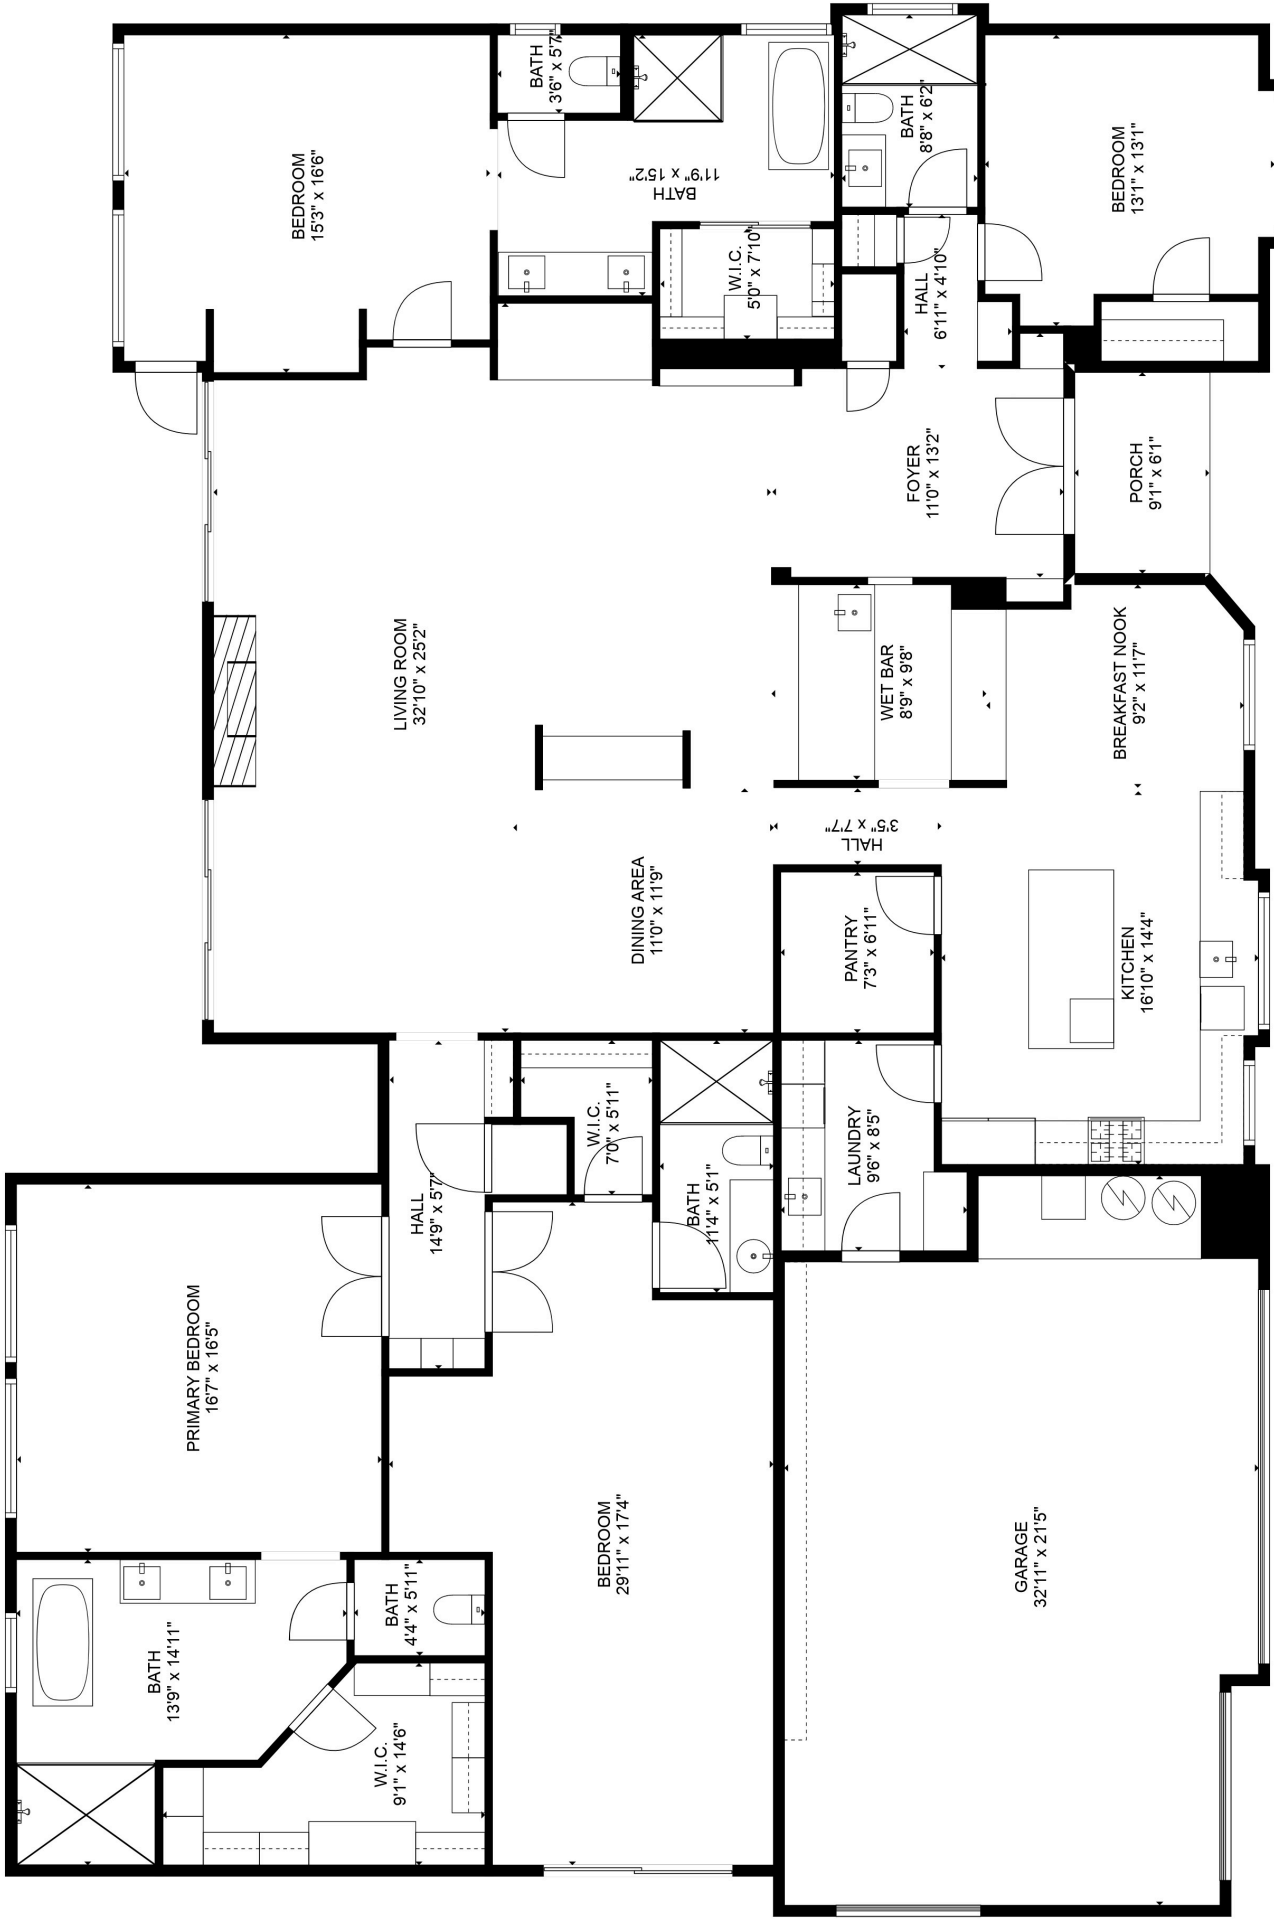 BATH
3'6" x 5'7"
BATH
8'8" x 6'2"
BEDROOM
15'3" x 16'6"
BATH
11'9" x 15'2"
BEDROOM
13'1" x 13'1"
W.I.C.
5'0" x 7'10"
HALL
6'11" x 4'10"
FOYER
11'0" x 13'2"
PORCH
9'1" x 6'1"
LIVING ROOM
32'10" x 25'2"
WET BAR
8'9" x 9'8"
BREAKFAST NOOK
9'2" x 11'7"
HALL
3'5" x 7'7"
DINING AREA
11'0" x 11'9"
PANTRY
7'3" x 6'11"
KITCHEN
16'10" x 14'4"
W.I.C.
7'0" x 5'11"
LAUNDRY
9'6" x 8'5"
HALL
14'9" x 5'7"
BATH
11'4" x 5'1"
PRIMARY BEDROOM
16'7" x 16'5"
BEDROOM
29'11" x 17'4"
GARAGE
32'11" x 21'5"
BATH
4'4" x 5'11"
BATH
13'9" x 14'11"
W.I.C.
9'1" x 14'6"